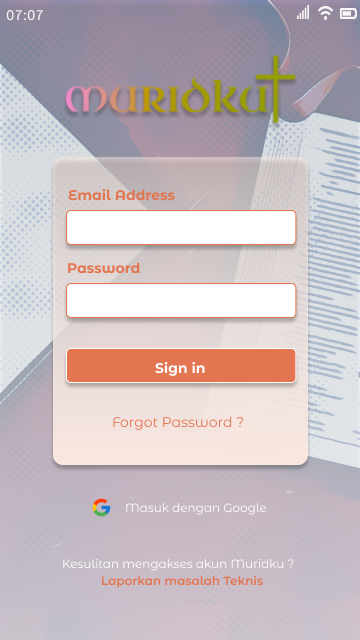 07:07
muridku
Email Address
Password
Sign in
Forgot Password ?
Masuk dengan Google
Kesulitan mengakses akun Muridku ?
Laporkan masalah Teknis